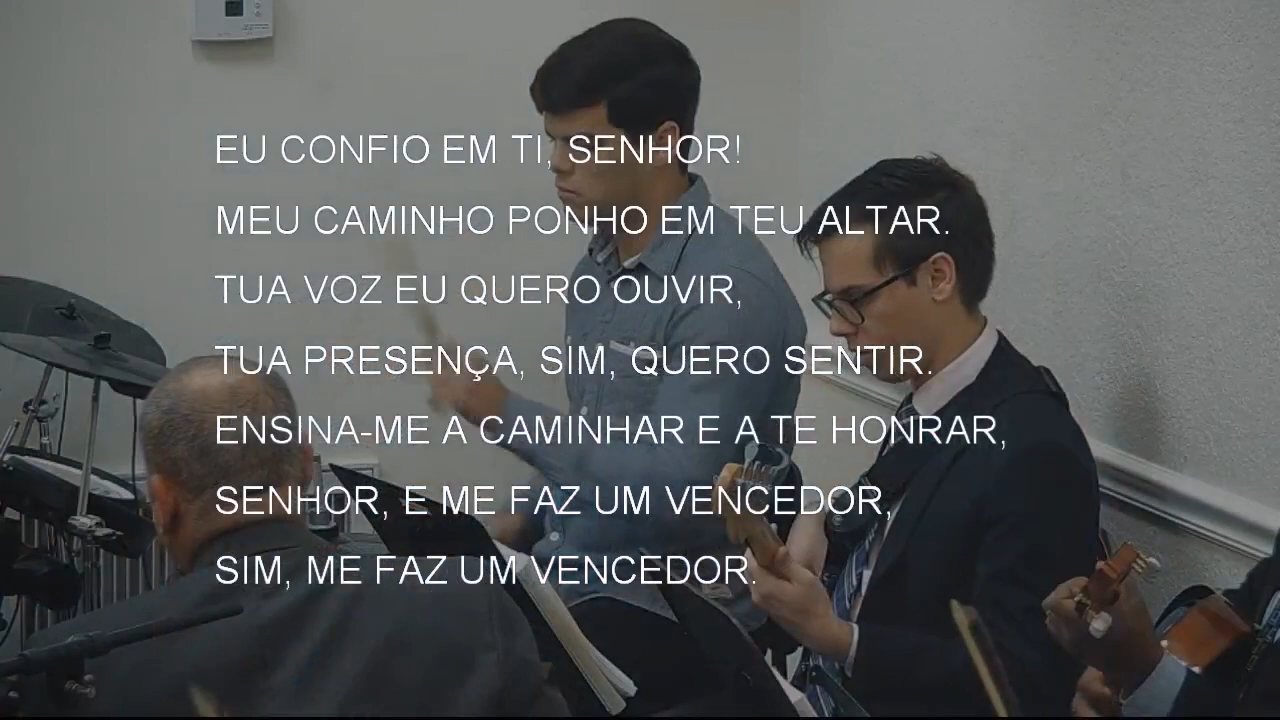 EU CONFIO EM TI, SENHOR!
MEU CAMINHO PONHO EM TEU ALTAR.
TUA VOZ EU QUERO OUVIR,
TUA PRESENÇA, SIM, QUERO SENTIR.
ENSINA-ME A CAMINHAR E A TE HONRAR,
SENHOR, E ME FAZ UM VENCEDOR,
SIM, ME FAZ UM VENCEDOR.